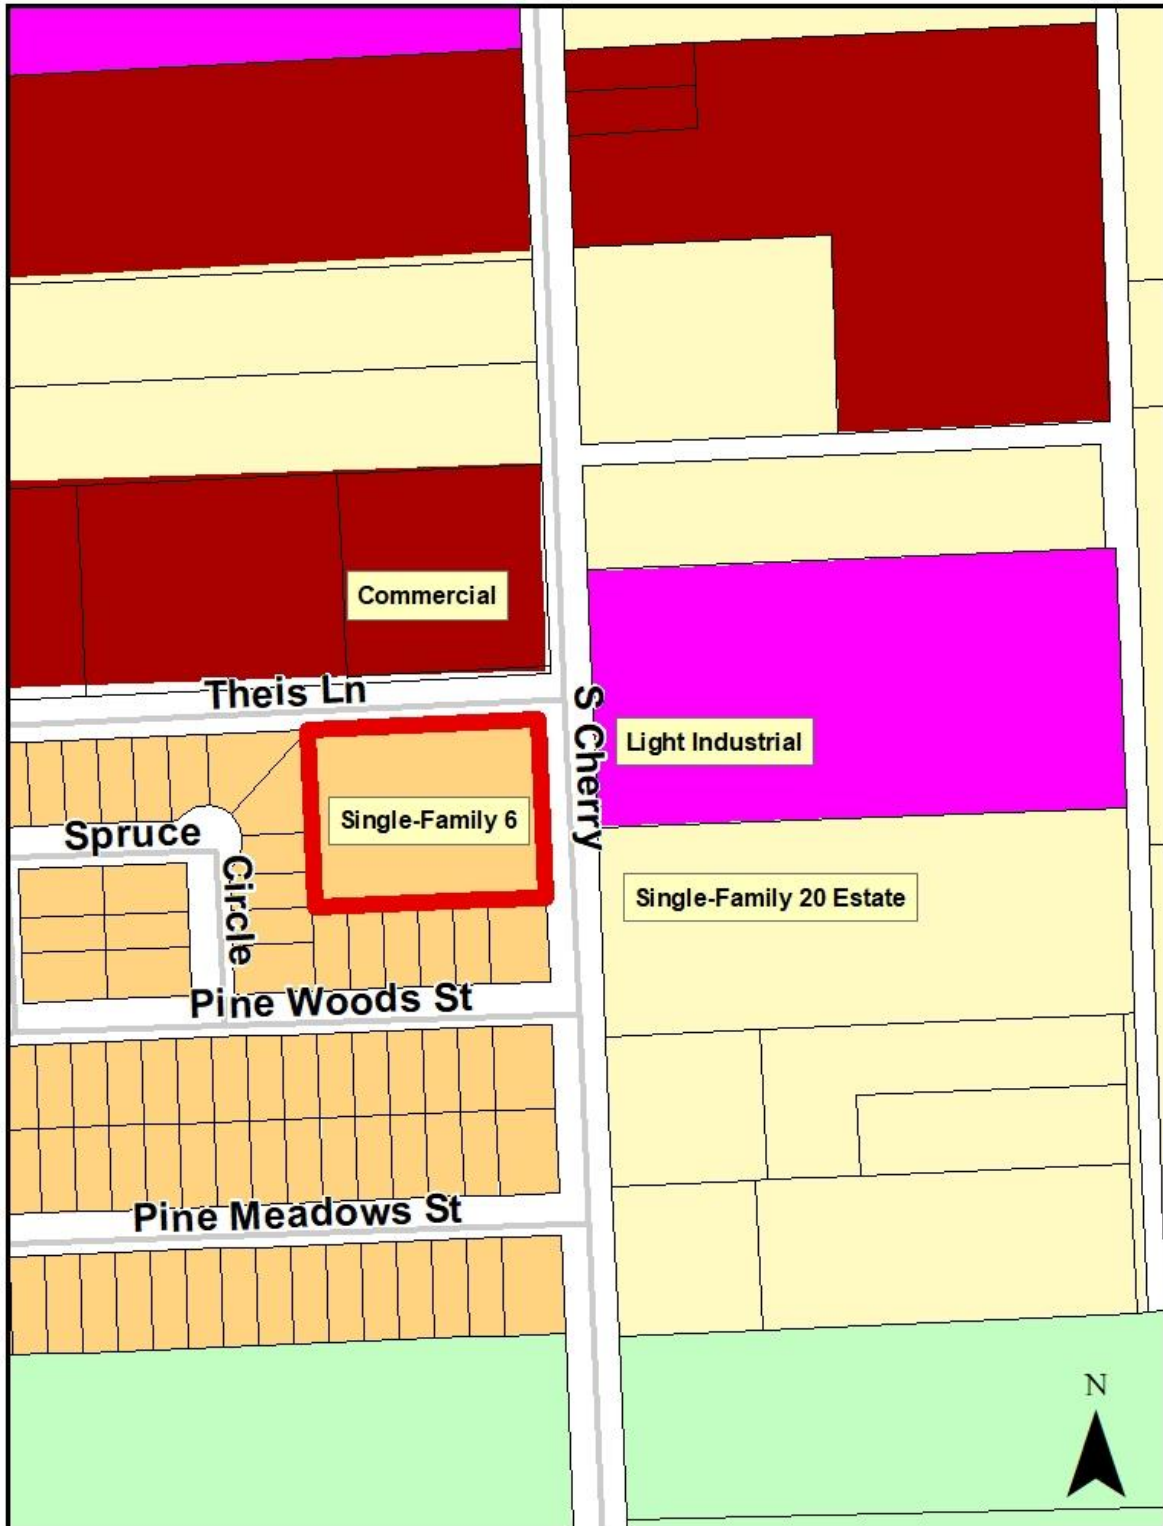 Commercial
Theis Ln
S Cherry
Light Industrial
Single-Family 6
Spruce
Circle
Single-Family 20 Estate
Pine Woods St
Pine Meadows St
N